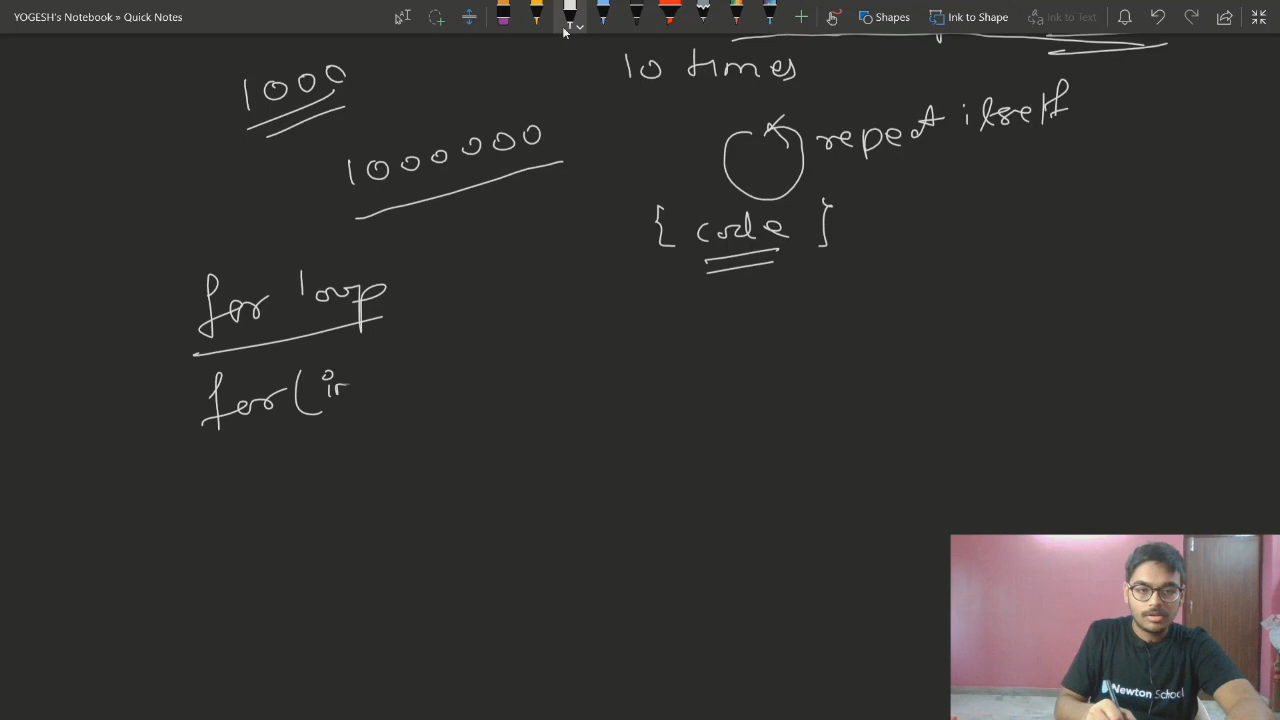 YOGESH's Notebook » Quick Notes
Shapes
Ink to Shape
Ink to Text
1000
10 times
1000000
repeat itself
{ code }
for loop
for( in
Newton School